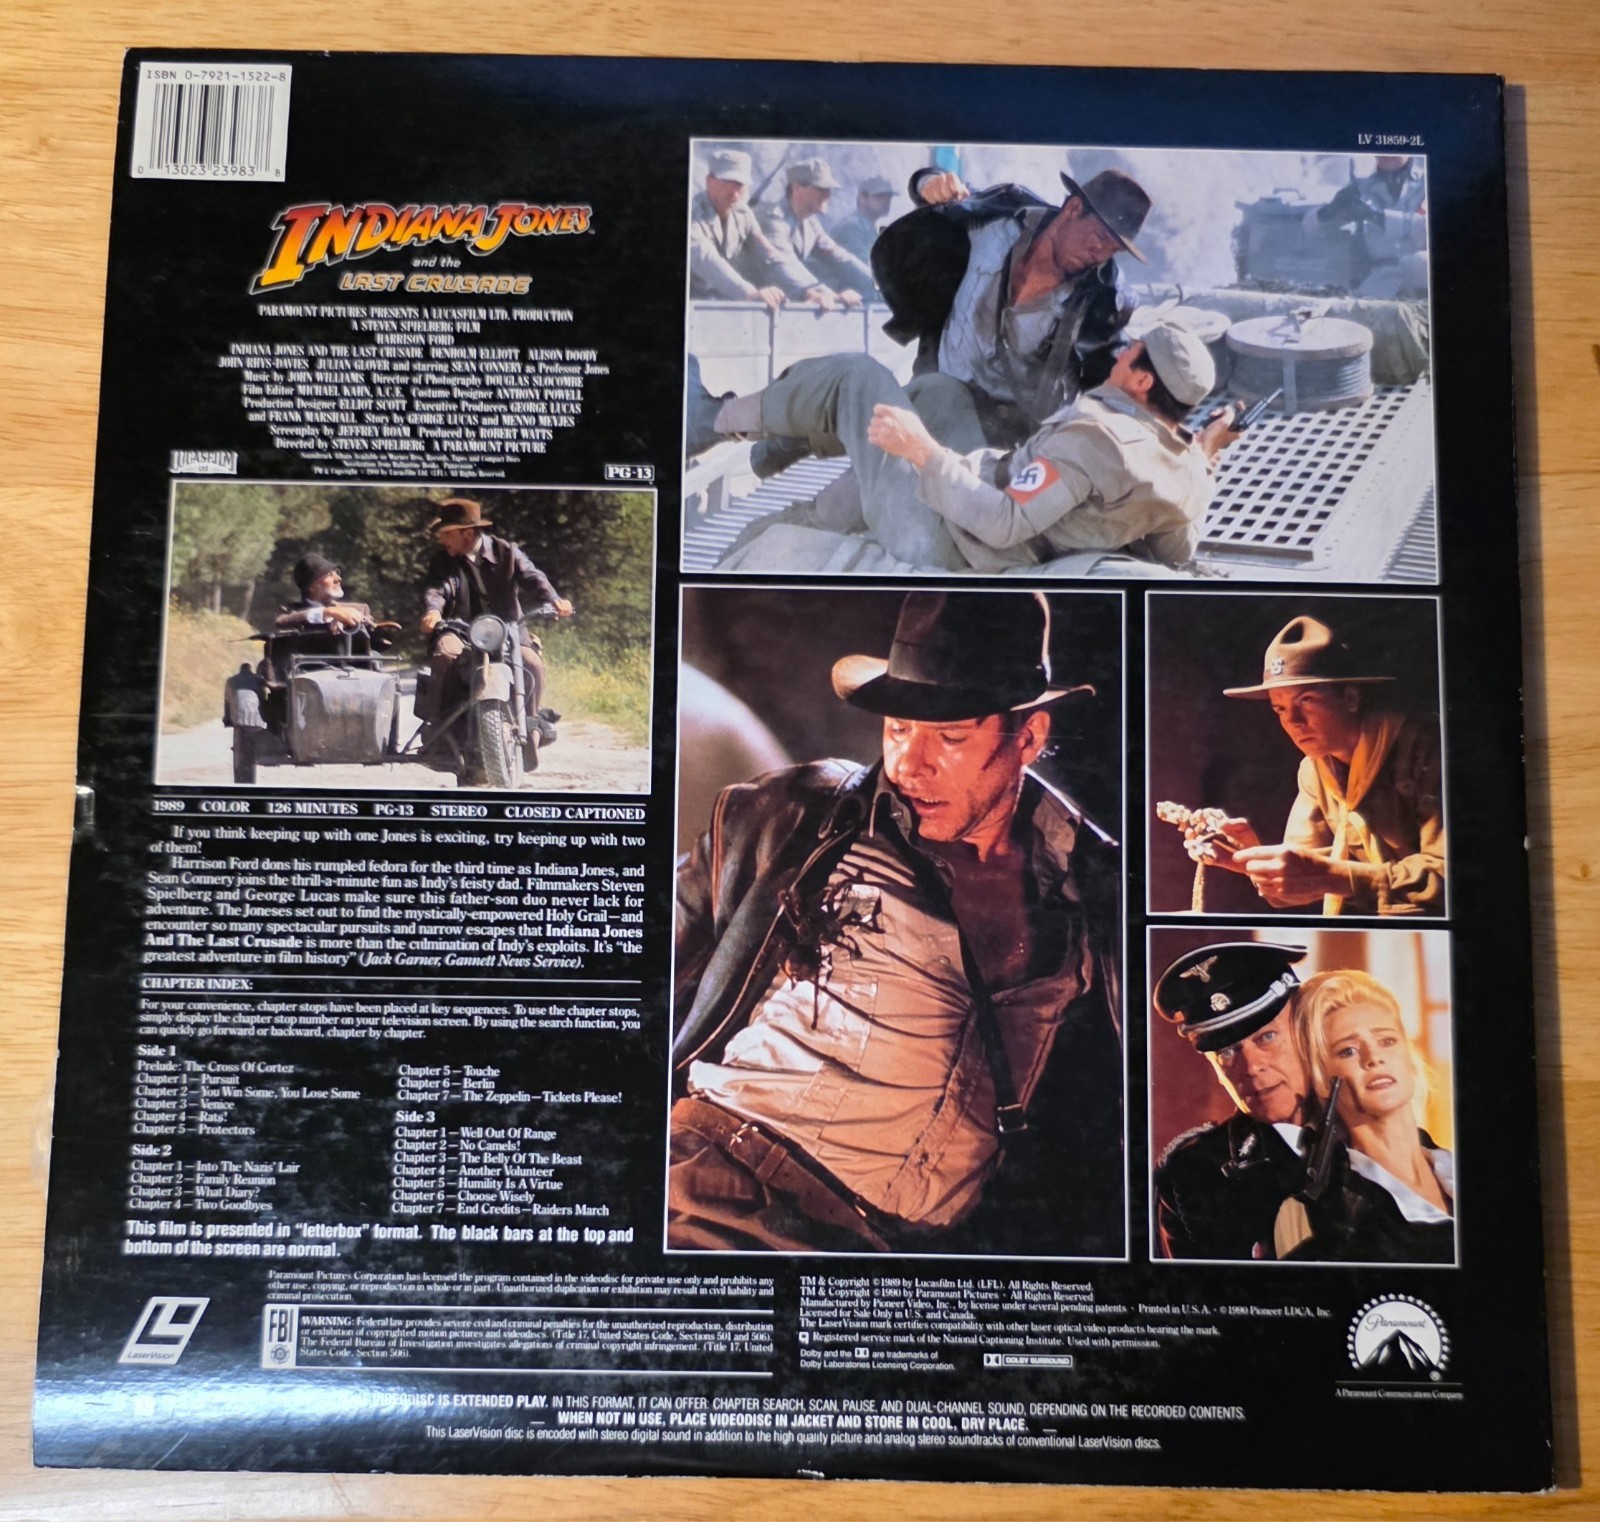 ISBN 0-7921-1522-8
0 13023 23983 8
LV 31859-2L
INDIANA JONES
and the
LAST CRUSADE
PARAMOUNT PICTURES PRESENTS A LUCASFILM LTD. PRODUCTION
A STEVEN SPIELBERG FILM
HARRISON FORD
INDIANA JONES AND THE LAST CRUSADE DENHOLM ELLIOTT ALISON DOODY
JOHN RHYS-DAVIES JULIAN GLOVER and starring SEAN CONNERY as Professor Jones
Music by JOHN WILLIAMS Director of Photography DOUGLAS SLOCOMBE
Film Editor MICHAEL KAHN, A.C.E. Costume Designer ANTHONY POWELL
Production Designer ELLIOT SCOTT Executive Producers GEORGE LUCAS
and FRANK MARSHALL Story by GEORGE LUCAS and MENNO MEYJES
Screenplay by JEFFREY BOAM Produced by ROBERT WATTS
Directed by STEVEN SPIELBERG A PARAMOUNT PICTURE
Soundtrack Album Available on Warner Bros. Records, Tapes and Compact Discs
Novelization from Ballantine Books Panavision
TM & Copyright 1989 by Lucasfilm Ltd. (LFL). All Rights Reserved.
LUCASFILM LTD
PG-13
1989 COLOR 126 MINUTES PG-13 STEREO CLOSED CAPTIONED
If you think keeping up with one Jones is exciting, try keeping up with two
of them!
Harrison Ford dons his rumpled fedora for the third time as Indiana Jones, and
Sean Connery joins the thrill-a-minute fun as Indy's feisty dad. Filmmakers Steven
Spielberg and George Lucas make sure this father-son duo never lack for
adventure. The Joneses set out to find the mystically-empowered Holy Grail—and
encounter so many spectacular pursuits and narrow escapes that Indiana Jones
And The Last Crusade is more than the culmination of Indy's exploits. It's "the
greatest adventure in film history" (Jack Garner, Gannett News Service).
CHAPTER INDEX:
For your convenience, chapter stops have been placed at key sequences. To use the chapter stops,
simply display the chapter stop number on your television screen. By using the search function, you
can quickly go forward or backward, chapter by chapter.
Side 1
Prelude: The Cross Of Cortez
Chapter 1—Pursuit
Chapter 2—You Win Some, You Lose Some
Chapter 3—Venice
Chapter 4—Rats!
Chapter 5—Protectors
Side 2
Chapter 1—Into The Nazis' Lair
Chapter 2—Family Reunion
Chapter 3—What Diary?
Chapter 4—Two Goodbyes
Chapter 5—Touche
Chapter 6—Berlin
Chapter 7—The Zeppelin—Tickets Please!
Side 3
Chapter 1—Well Out Of Range
Chapter 2—No Camels!
Chapter 3—The Belly Of The Beast
Chapter 4—Another Volunteer
Chapter 5—Humility Is A Virtue
Chapter 6—Choose Wisely
Chapter 7—End Credits—Raiders March
This film is presented in "letterbox" format. The black bars at the top and
bottom of the screen are normal.
Paramount Pictures Corporation has licensed the program contained in the videodisc for private use only and prohibits any
other use, copying, or reproduction in whole or in part. Unauthorized duplication or exhibition may result in civil liability and
criminal prosecution.
FBI
WARNING: Federal law provides severe civil and criminal penalties for the unauthorized reproduction, distribution
or exhibition of copyrighted motion pictures and videodiscs. (Title 17, United States Code, Sections 501 and 506).
The Federal Bureau of Investigation investigates allegations of criminal copyright infringement. (Title 17, United
States Code, Section 506).
LaserVision
TM & Copyright ©1989 by Lucasfilm Ltd. (LFL). All Rights Reserved.
TM & Copyright ©1990 by Paramount Pictures · All Rights Reserved
Manufactured by Pioneer Video, Inc., by license under several pending patents · Printed in U.S.A. · ©1990 Pioneer LDCA, Inc.
Licensed for Sale Only in U.S. and Canada.
The LaserVision mark certifies compatibility with other laser optical video products bearing the mark.
Registered service mark of the National Captioning Institute. Used with permission.
Dolby and the are trademarks of
Dolby Laboratories Licensing Corporation.
DOLBY SURROUND
Paramount
®
A Paramount Communications Company
VIDEODISC IS EXTENDED PLAY. IN THIS FORMAT, IT CAN OFFER: CHAPTER SEARCH, SCAN, PAUSE, AND DUAL-CHANNEL SOUND, DEPENDING ON THE RECORDED CONTENTS.
— WHEN NOT IN USE, PLACE VIDEODISC IN JACKET AND STORE IN COOL, DRY PLACE. —
This LaserVision disc is encoded with stereo digital sound in addition to the high quality picture and analog stereo soundtracks of conventional LaserVision discs.